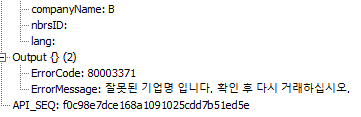 companyName: B
nbrsID:
lang:
Output {} (2)
ErrorCode: 80003371
ErrorMessage: 잘못된 기업명 입니다. 확인 후 다시 거래하십시오.
API_SEQ: f0c98e7dce168a1091025cdd7b51ed5e